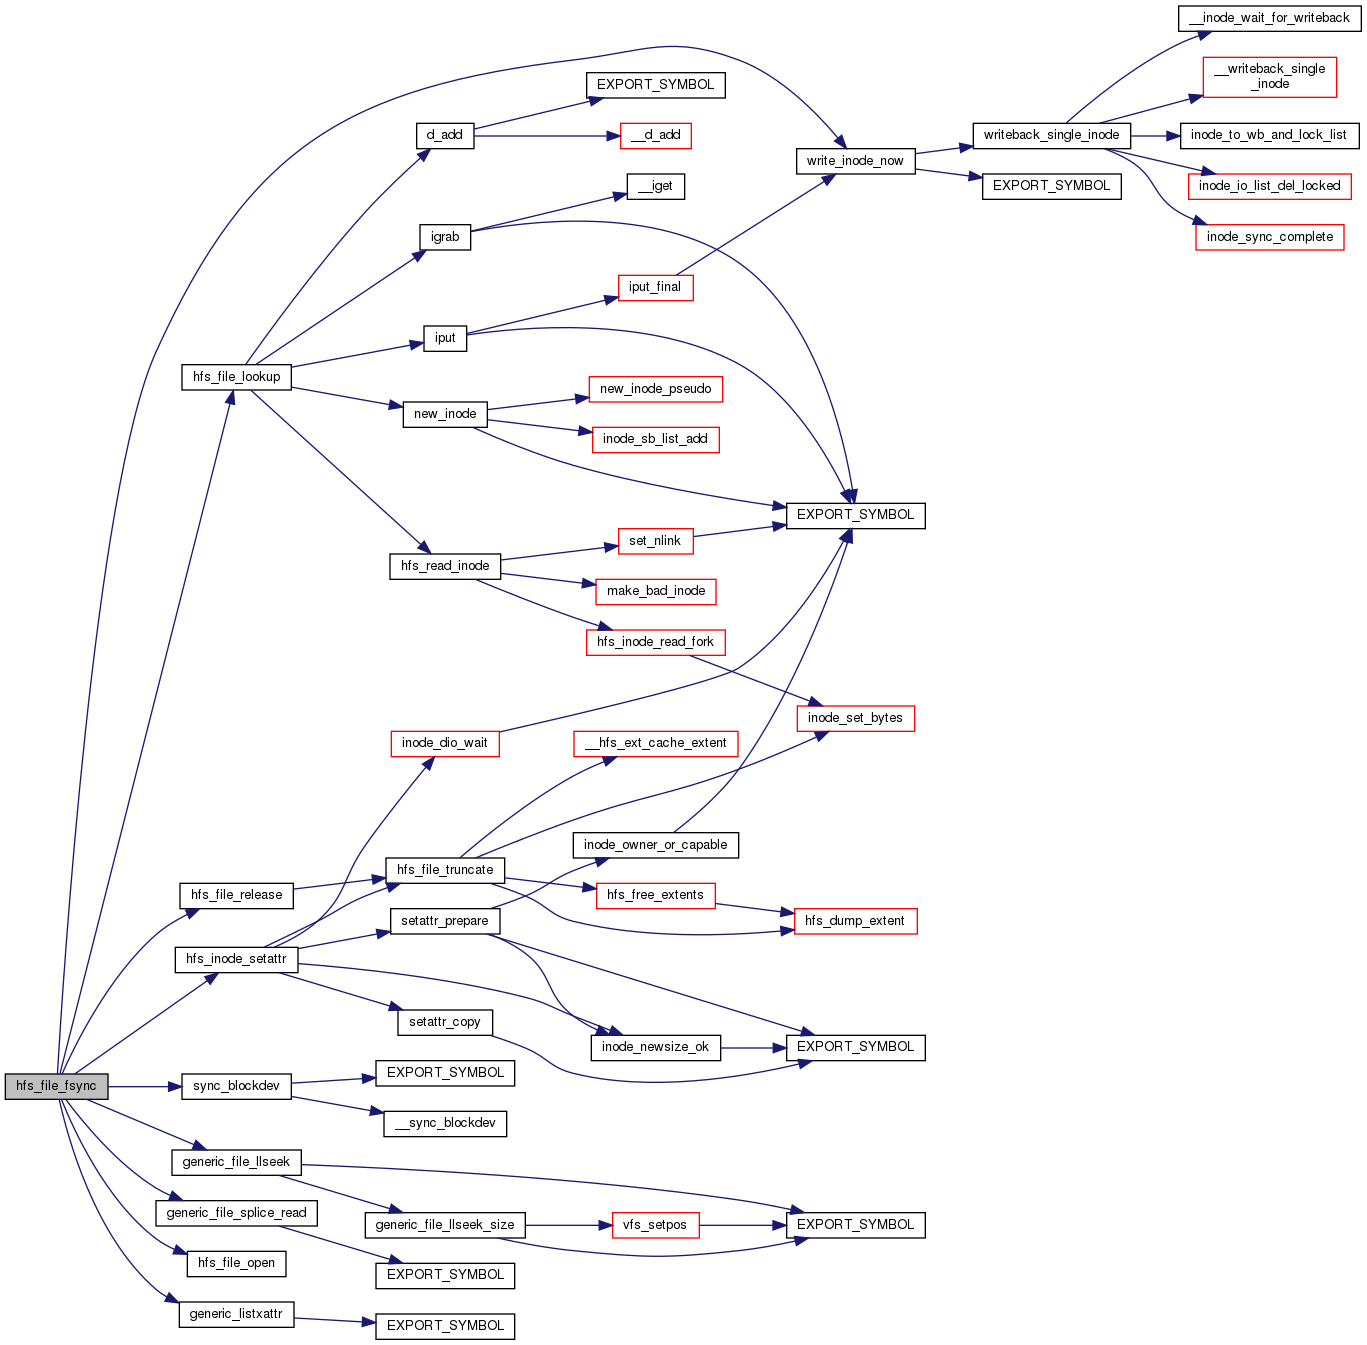 __inode_wait_for_writeback
__writeback_single
_inode
EXPORT_SYMBOL
d_add
__d_add
writeback_single_inode
inode_to_wb_and_lock_list
write_inode_now
EXPORT_SYMBOL
inode_io_list_del_locked
__iget
igrab
inode_sync_complete
iput_final
iput
hfs_file_lookup
new_inode_pseudo
new_inode
inode_sb_list_add
EXPORT_SYMBOL
set_nlink
hfs_read_inode
make_bad_inode
hfs_inode_read_fork
inode_set_bytes
inode_dio_wait
__hfs_ext_cache_extent
inode_owner_or_capable
hfs_file_truncate
hfs_file_release
hfs_free_extents
setattr_prepare
hfs_dump_extent
hfs_inode_setattr
setattr_copy
inode_newsize_ok
EXPORT_SYMBOL
hfs_file_fsync
sync_blockdev
EXPORT_SYMBOL
__sync_blockdev
generic_file_llseek
generic_file_splice_read
generic_file_llseek_size
vfs_setpos
EXPORT_SYMBOL
hfs_file_open
EXPORT_SYMBOL
generic_listxattr
EXPORT_SYMBOL